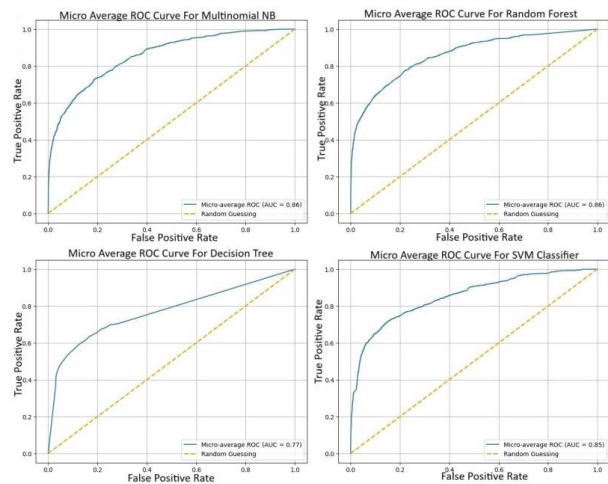 Micro Average ROC Curve For Multinomial NB
True Positive Rate
1.0
0.8
0.6
0.4
0.2
0.0
Micro-average ROC (AUC = 0.86)
Random Guessing
0.0 0.2 0.4 0.6 0.8 1.0
False Positive Rate
Micro Average ROC Curve For Random Forest
True Positive Rate
1.0
0.8
0.6
0.4
0.2
0.0
Micro-average ROC (AUC = 0.86)
Random Guessing
0.0 0.2 0.4 0.6 0.8 1.0
False Positive Rate
Micro Average ROC Curve For Decision Tree
True Positive Rate
1.0
0.8
0.6
0.4
0.2
0.0
Micro-average ROC (AUC = 0.77)
Random Guessing
0.0 0.2 0.4 0.6 0.8 1.0
False Positive Rate
Micro Average ROC Curve For SVM Classifier
True Positive Rate
1.0
0.8
0.6
0.4
0.2
0.0
Micro-average ROC (AUC = 0.85)
Random Guessing
0.0 0.2 0.4 0.6 0.8 1.0
False Positive Rate